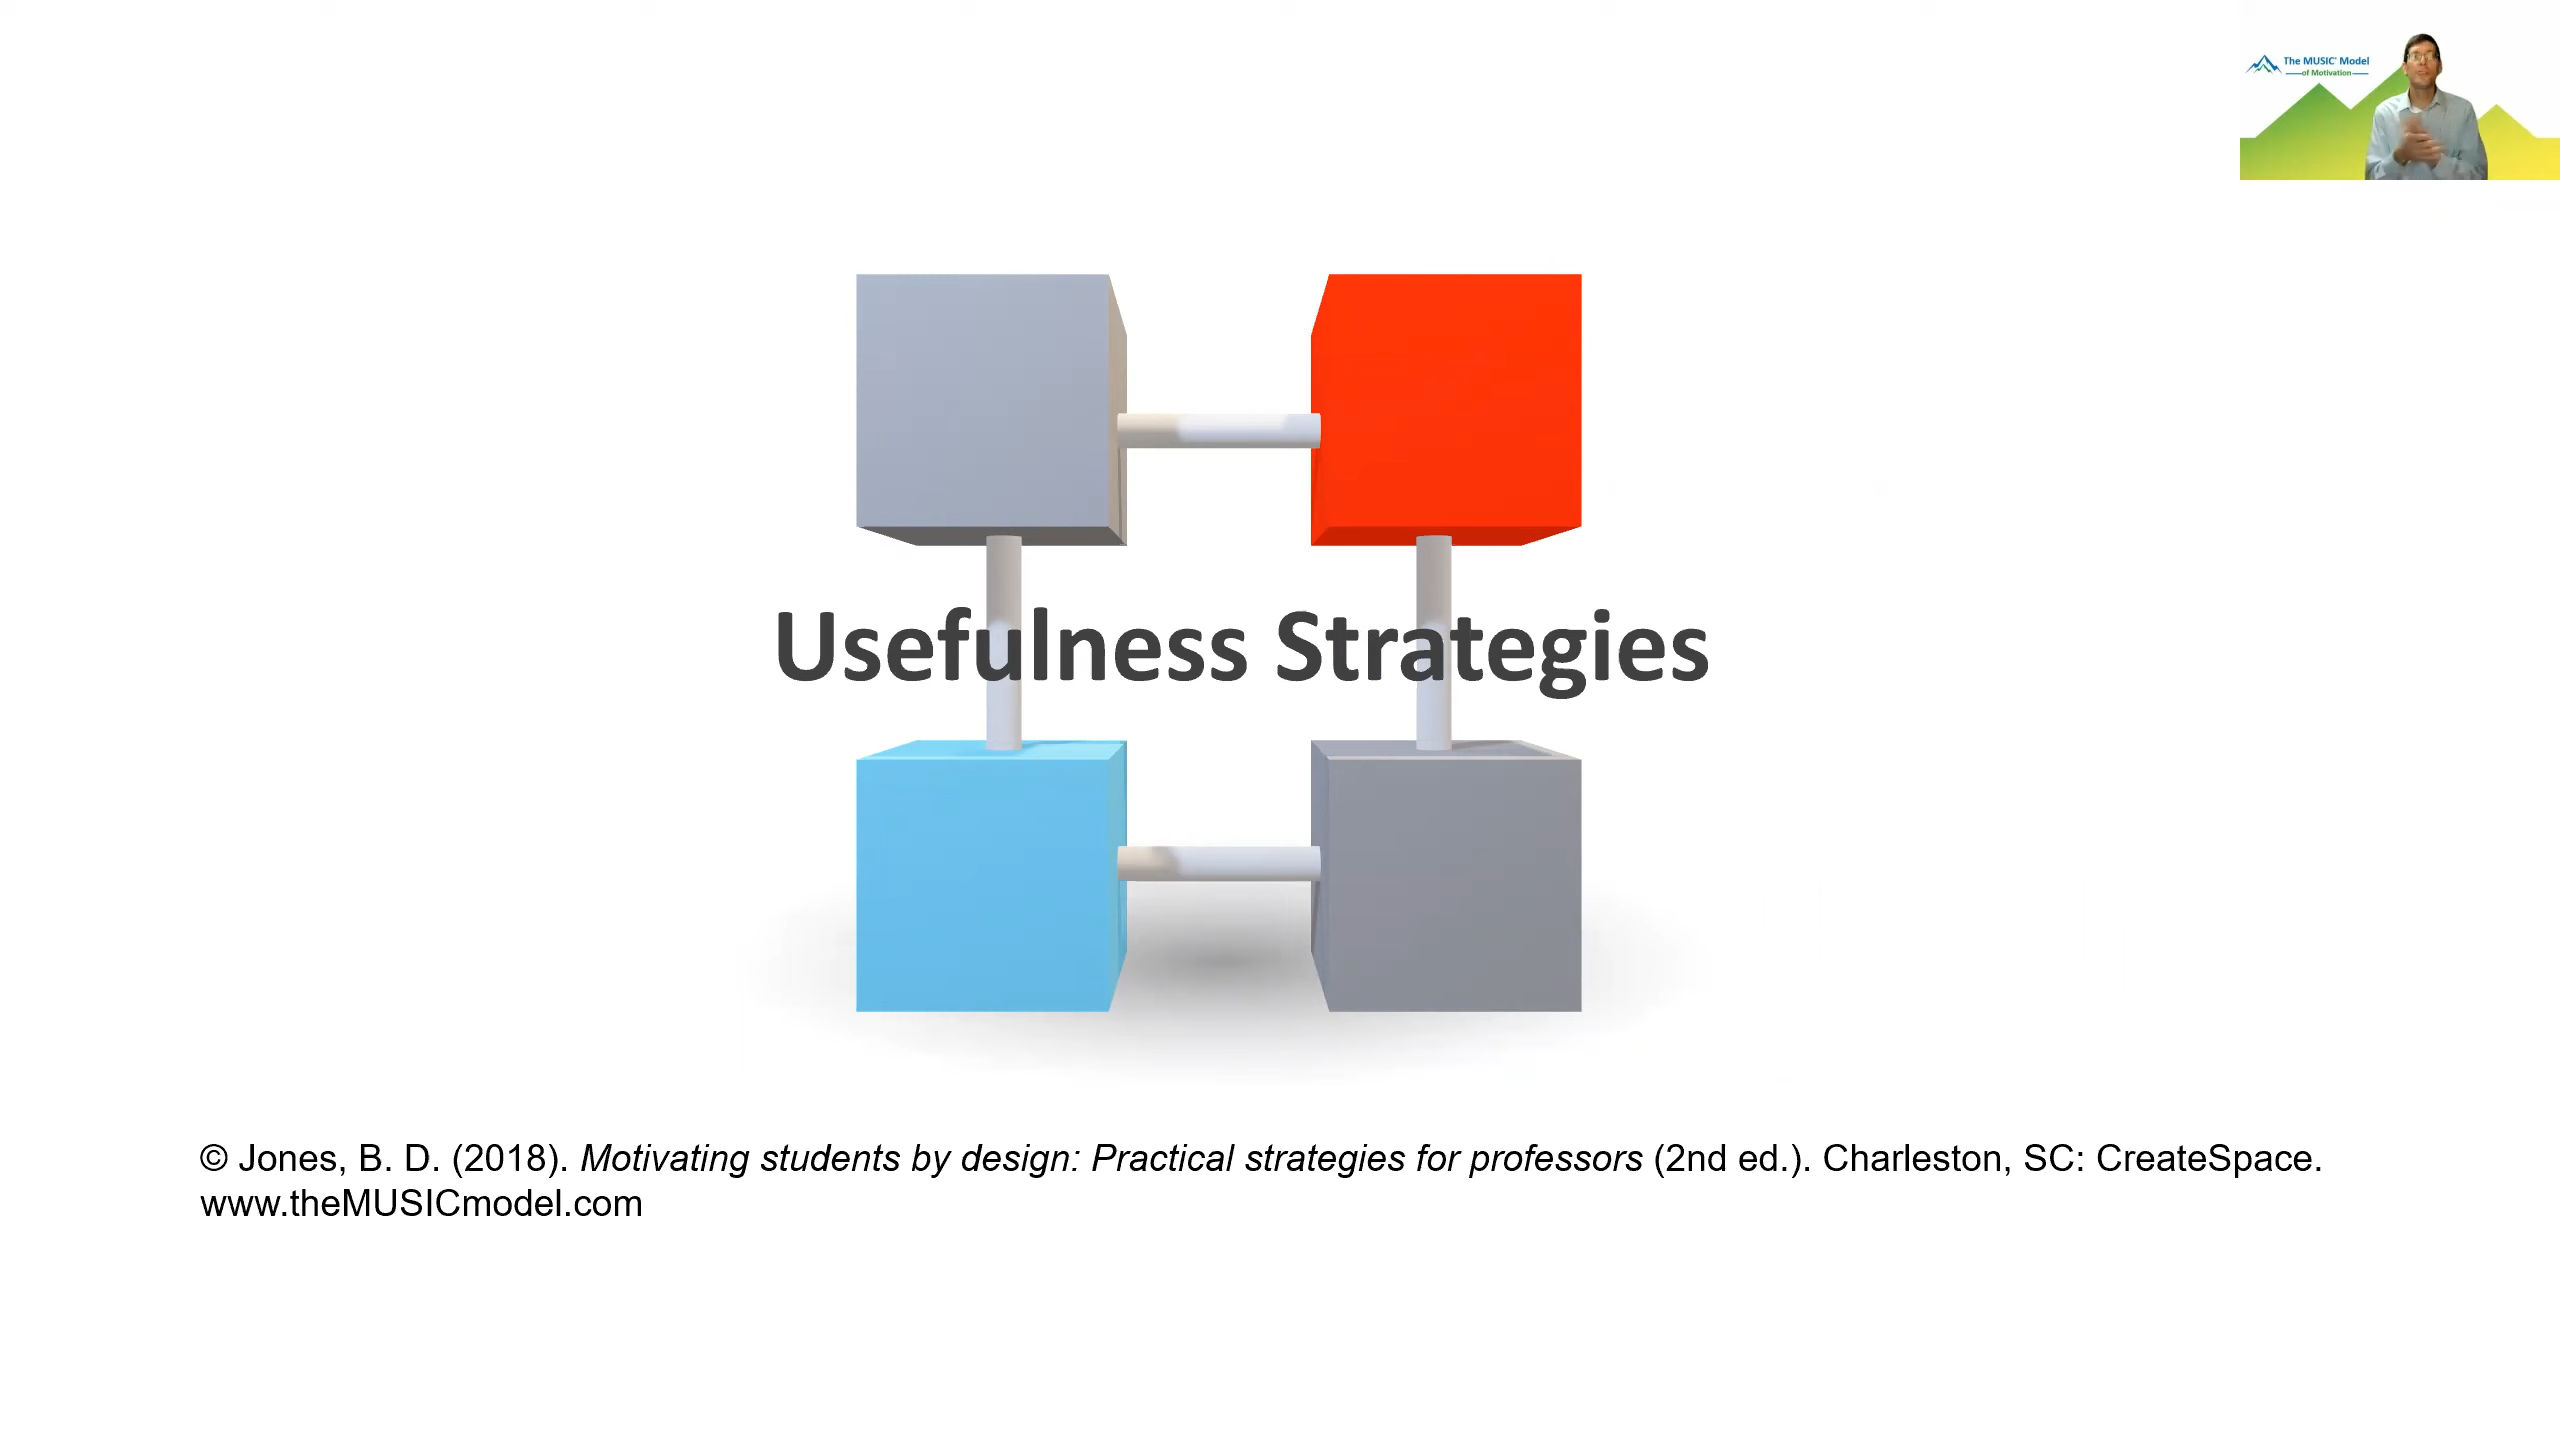 The MUSIC® Model
of Motivation
Usefulness Strategies
© Jones, B. D. (2018). Motivating students by design: Practical strategies for professors (2nd ed.). Charleston, SC: CreateSpace.
www.theMUSICmodel.com